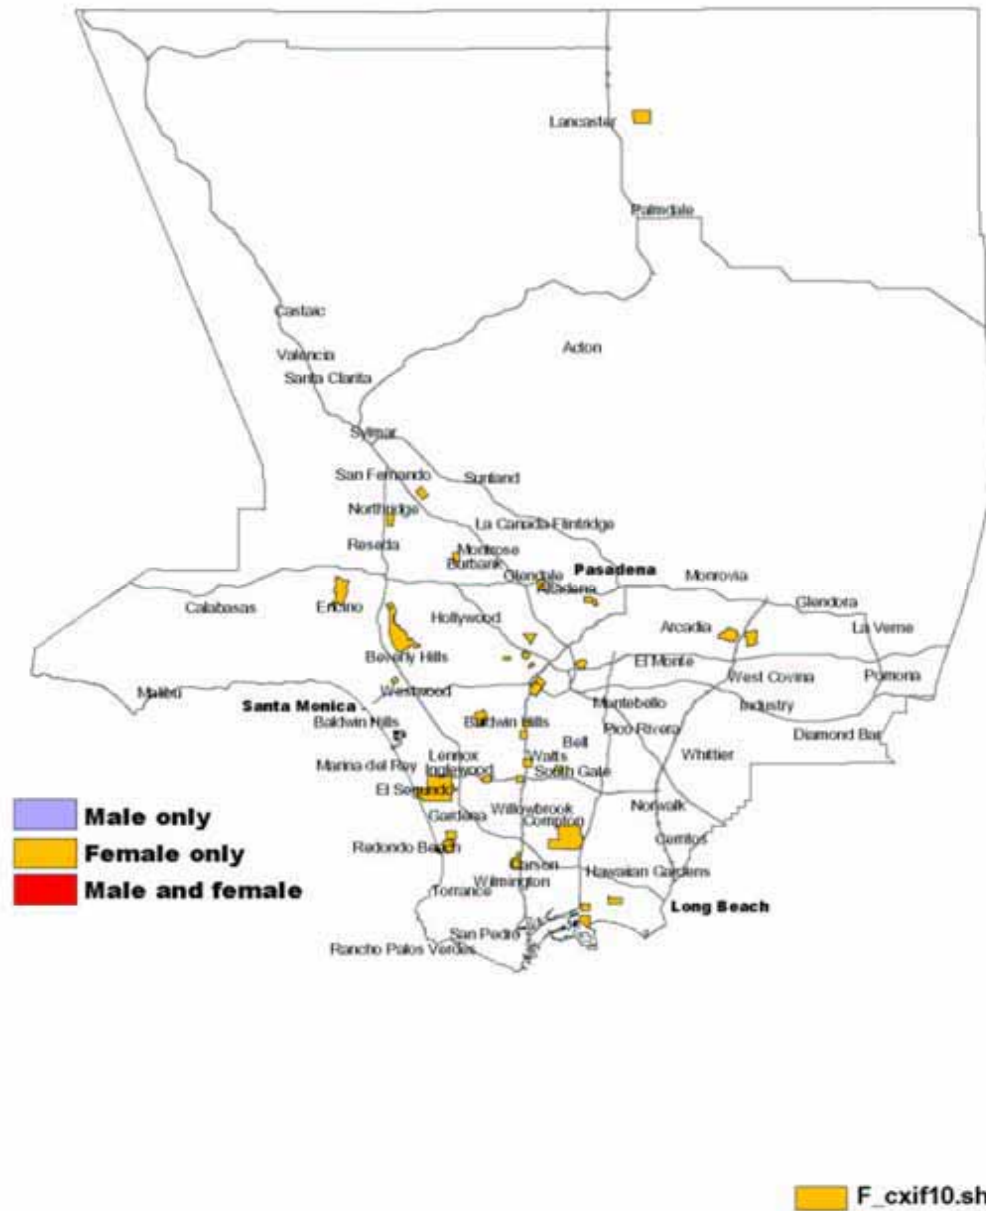 Lancaster
Palmdale
Castaic
Acton
Valencia
Santa Clarita
Sylmar
San Fernando
Sunland
Northridge
La Canada Flintridge
Reseda
Montrose
Burbank
Pasadena
Glendale
Monrovia
Altadena
Calabasas
Encino
Hollywood
Glendora
Arcadia
La Verne
Beverly Hills
El Monte
West Covina
Pomona
Malibu
Westwood
Santa Monica
Montebello
Industry
Baldwin Hills
Baldwin Hills
Pico Rivera
Diamond Bar
Bell
Whittier
Marina del Rey
Lennox
Inglewood
Watts
South Gate
El Segundo
Willowbrook
Norwalk
Gardena
Compton
Cerritos
Redondo Beach
Carson
Hawaiian Gardens
Wilmington
Torrance
Long Beach
San Pedro
Rancho Palos Verdes
Male only
Female only
Male and female
F_cxif10.sh